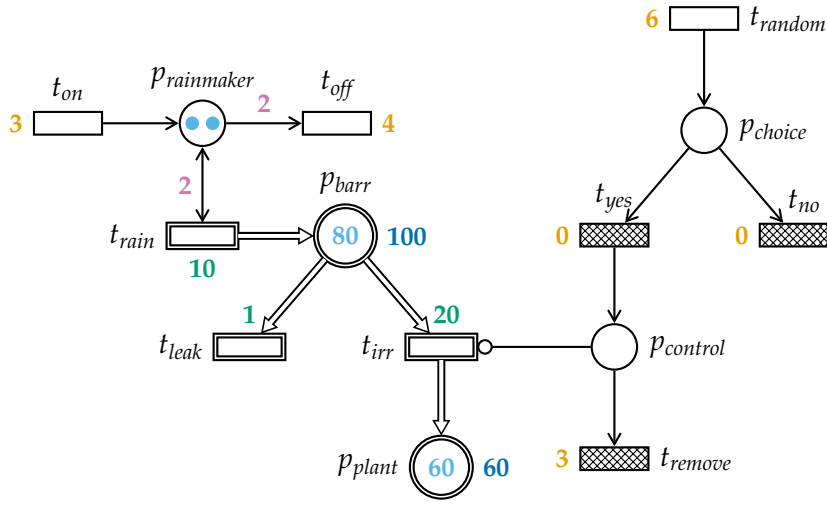 6 t_random
t_on p_rainmaker 2 t_off
3 4
p_choice
2 p_barr
t_yes t_no
t_rain 80 100 0 0
10
1 20
t_leak t_irr p_control
p_plant 60 60 3 t_remove